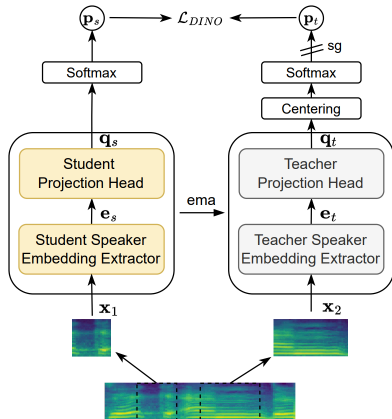 p_s
ℒ_DINO
p_t
sg
Softmax
Softmax
Centering
q_s
q_t
Student
Projection Head
Teacher
Projection Head
e_s
ema
e_t
Student Speaker
Embedding Extractor
Teacher Speaker
Embedding Extractor
x_1
x_2